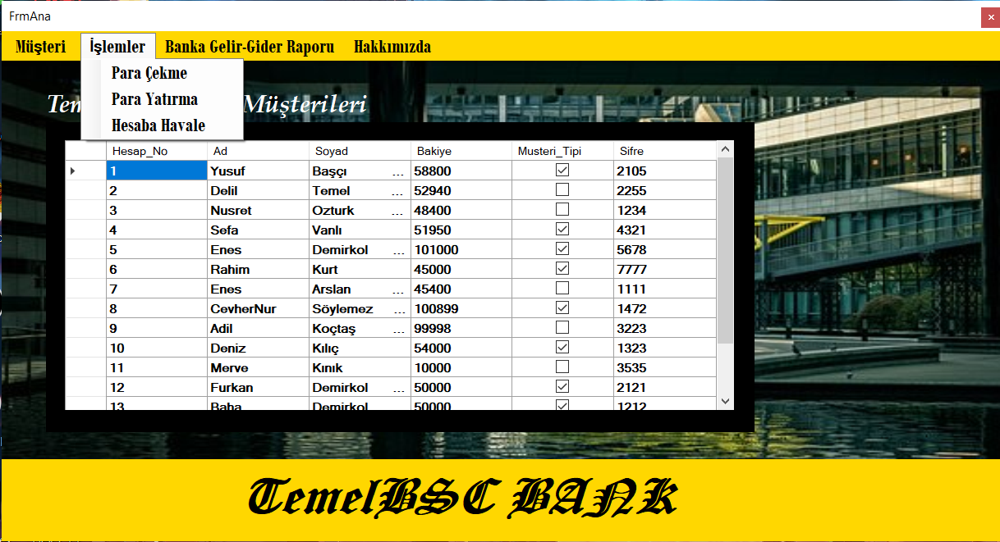 FrmAna
Müşteri İşlemler Banka Gelir-Gider Raporu Hakkımızda
Para Çekme
Para Yatırma
Hesaba Havale
Müşterileri
Hesap_No Ad Soyad Bakiye Musteri_Tipi Sifre
1 Yusuf Başçı ... 58800 2105
2 Delil Temel ... 52940 2255
3 Nusret Ozturk ... 48400 1234
4 Sefa Vanlı 51950 4321
5 Enes Demirkol ... 101000 5678
6 Rahim Kurt 45000 7777
7 Enes Arslan ... 45400 1111
8 CevherNur Söylemez ... 100899 1472
9 Adil Koçtaş ... 99998 3223
10 Deniz Kılıç 54000 1323
11 Merve Kınık 10000 3535
12 Furkan Demirkol ... 50000 2121
13 Baha Demirkol 50000 1212
TemelBSC BANK